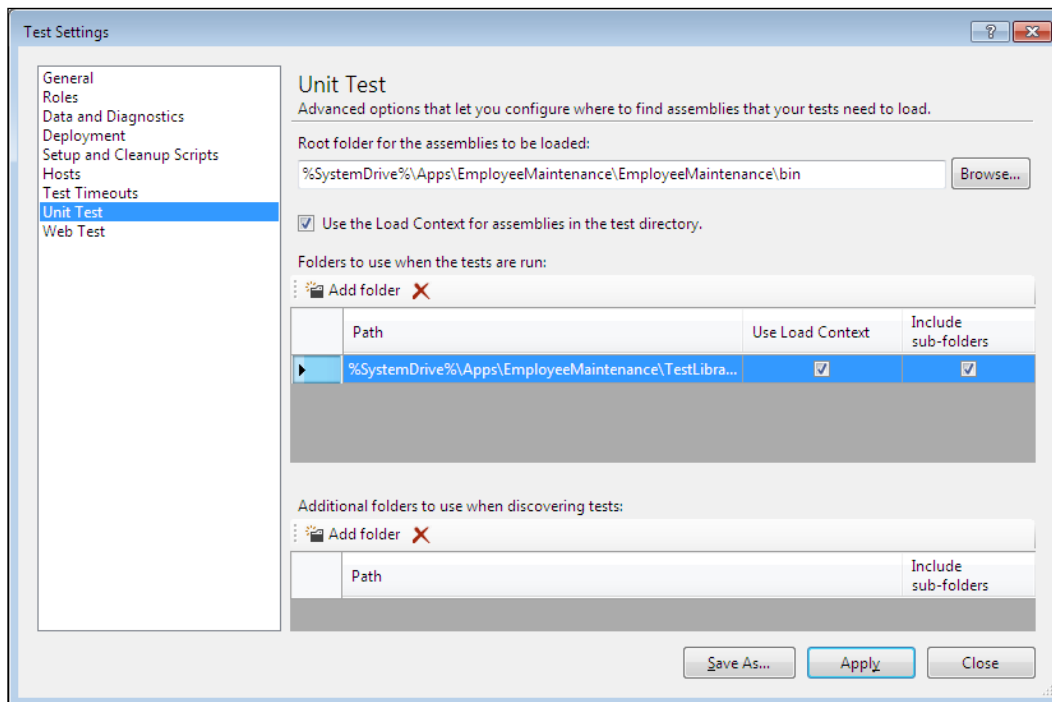 Test Settings
General
Roles
Data and Diagnostics
Deployment
Setup and Cleanup Scripts
Hosts
Test Timeouts
Unit Test
Web Test
Unit Test
Advanced options that let you configure where to find assemblies that your tests need to load.
Root folder for the assemblies to be loaded:
%SystemDrive%\Apps\EmployeeMaintenance\EmployeeMaintenance\bin
Browse...
Use the Load Context for assemblies in the test directory.
Folders to use when the tests are run:
Add folder
Path Use Load Context Include
sub-folders
%SystemDrive%\Apps\EmployeeMaintenance\TestLibra...
Additional folders to use when discovering tests:
Add folder
Path Include
sub-folders
Save As... Apply Close